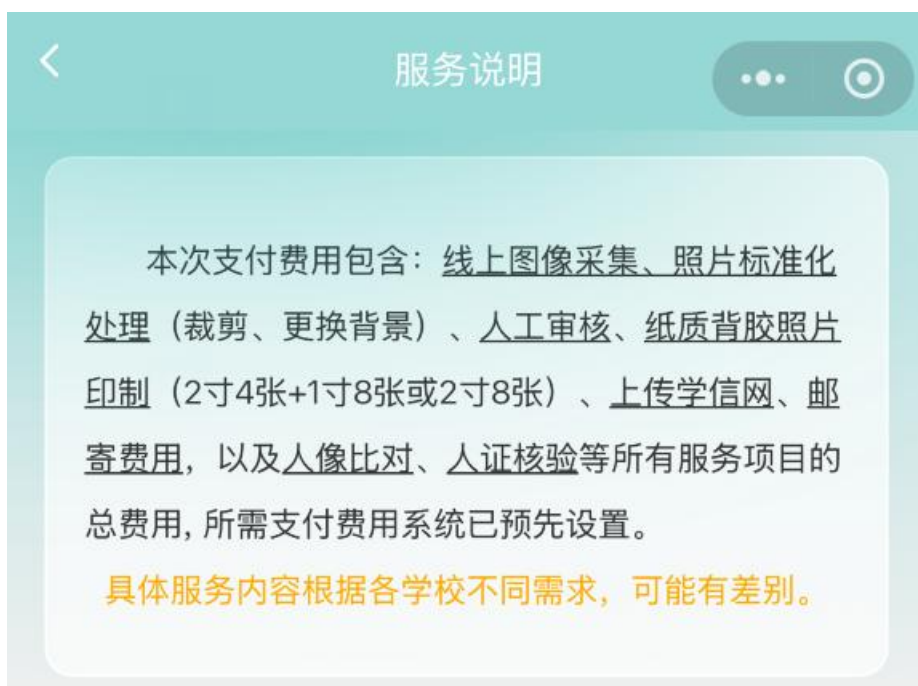 服务说明
本次支付费用包含：线上图像采集、照片标准化
处理（裁剪、更换背景）、人工审核、纸质背胶照片
印制（2寸4张+1寸8张或2寸8张）、上传学信网、邮
寄费用，以及人像比对、人证核验等所有服务项目的
总费用,所需支付费用系统已预先设置。
具体服务内容根据各学校不同需求，可能有差别。